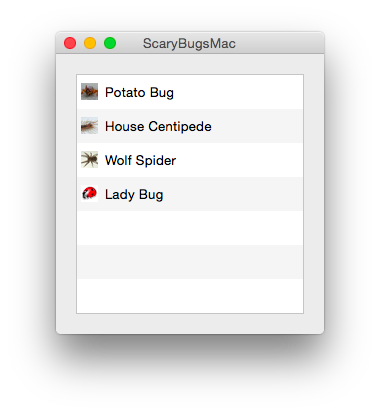 ScaryBugsMac
Potato Bug
House Centipede
Wolf Spider
Lady Bug